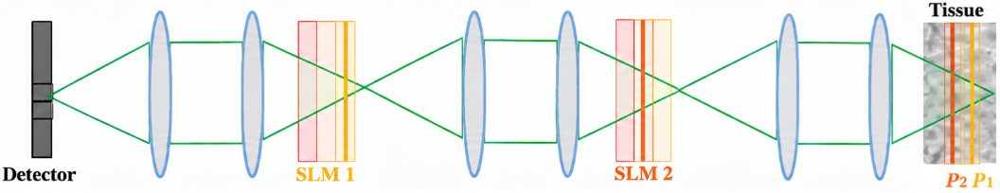 Tissue
Detector
SLM 1
SLM 2
P2 P1